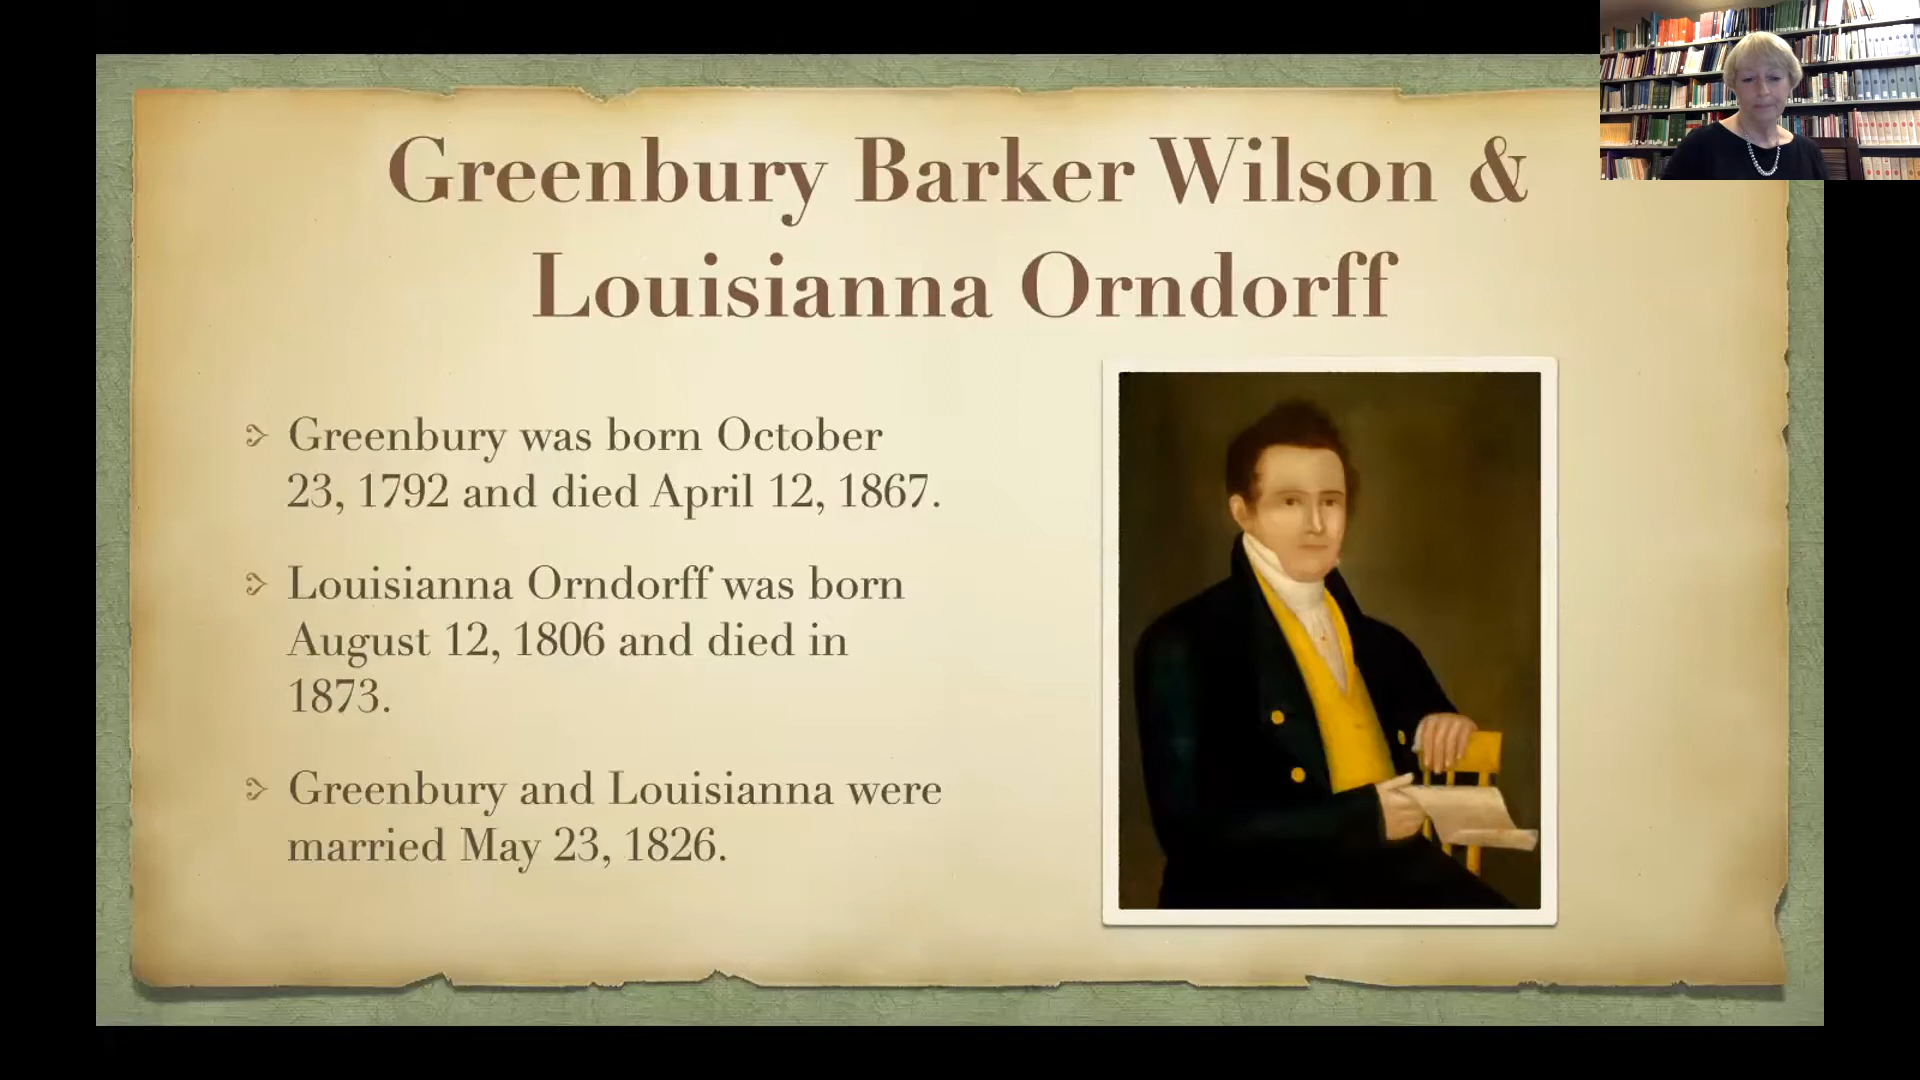 Greenbury Barker Wilson &
Louisianna Orndorff
Greenbury was born October
23, 1792 and died April 12, 1867.
Louisianna Orndorff was born
August 12, 1806 and died in
1873.
Greenbury and Louisianna were
married May 23, 1826.